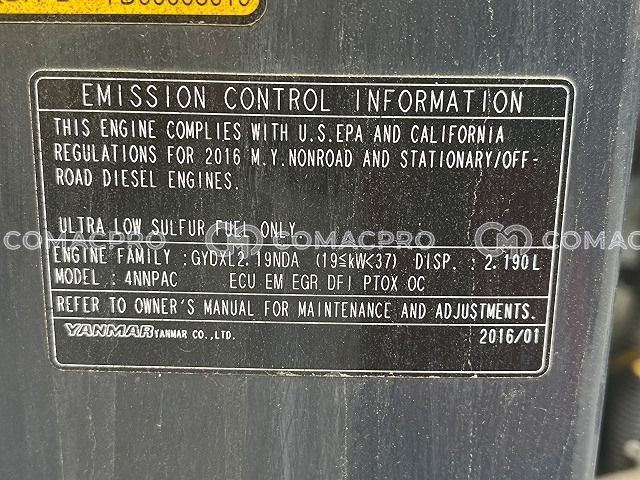 EMISSION CONTROL INFORMATION
THIS ENGINE COMPLIES WITH U.S.EPA AND CALIFORNIA
REGULATIONS FOR 2016 M.Y.NONROAD AND STATIONARY/OFF-
ROAD DIESEL ENGINES.
ULTRA LOW SULFUR FUEL ONLY
COMACPRO COMACPRO
ENGINE FAMILY :GYDXL2.19NDA (19≦kW<37) DISP. :2.190L
MODEL :4NNPAC ECU EM EGR DFI PTOX OC
REFER TO OWNER'S MANUAL FOR MAINTENANCE AND ADJUSTMENTS.
YANMAR YANMAR CO.,LTD. 2016/01